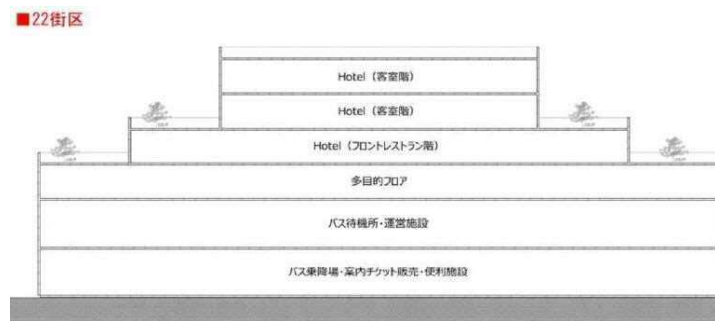 ■22街区
Hotel（客室階）
Hotel（客室階）
Hotel（フロントレストラン階）
多目的フロア
バス待機所・運営施設
バス乗降場・案内チケット販売・便利施設